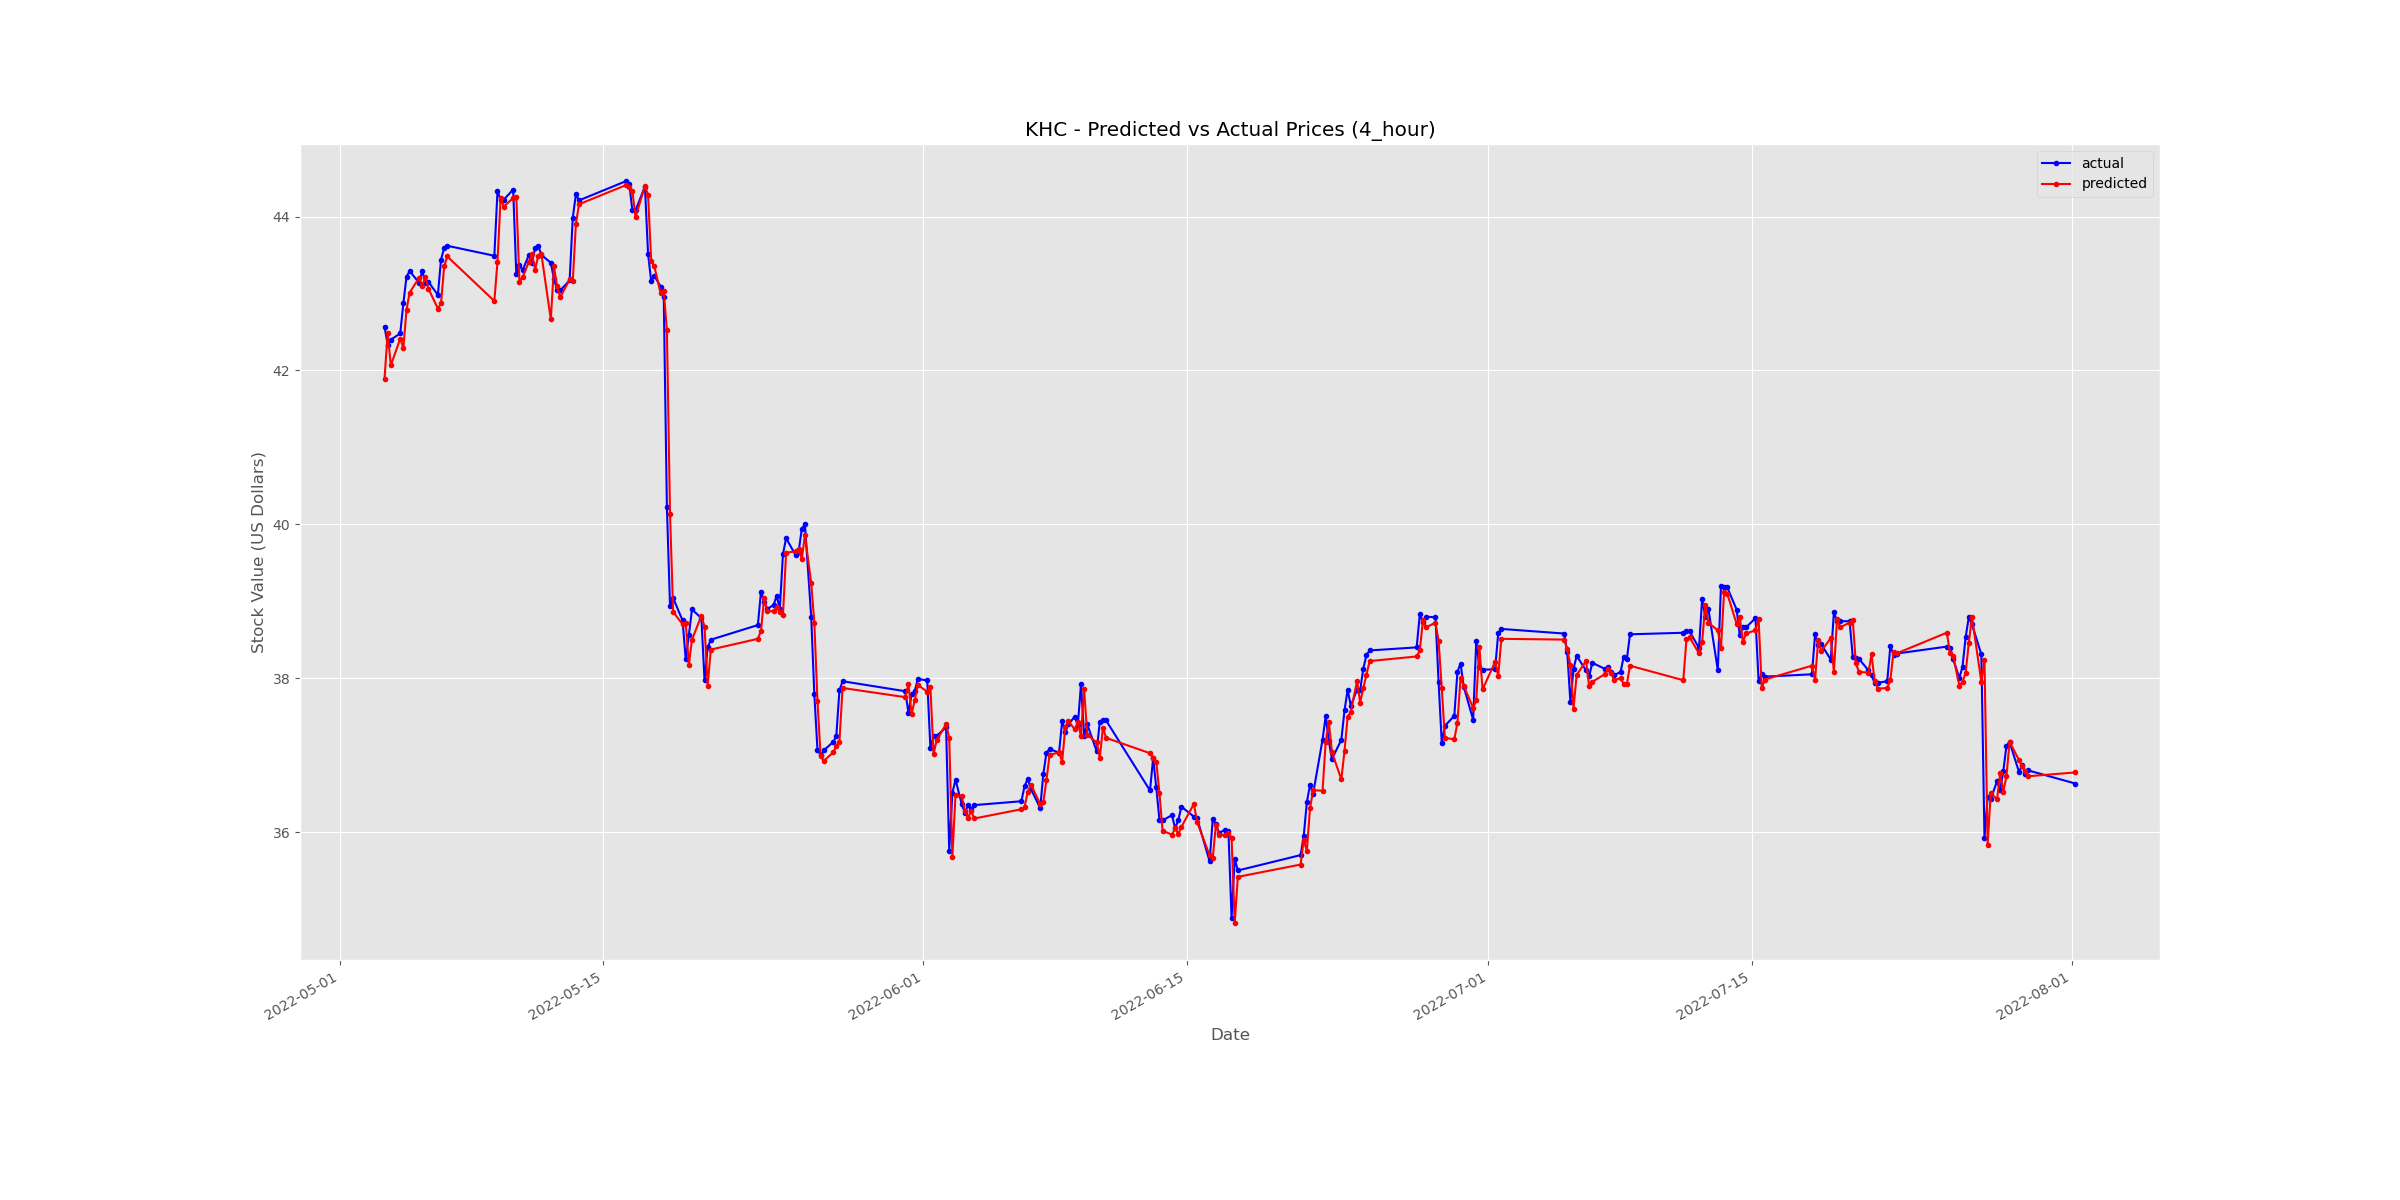 KHC - Predicted vs Actual Prices (4_hour)
actual
predicted
Stock Value (US Dollars)
44
42
40
38
36
2022-05-01
2022-05-15
2022-06-01
2022-06-15
2022-07-01
2022-07-15
2022-08-01
Date